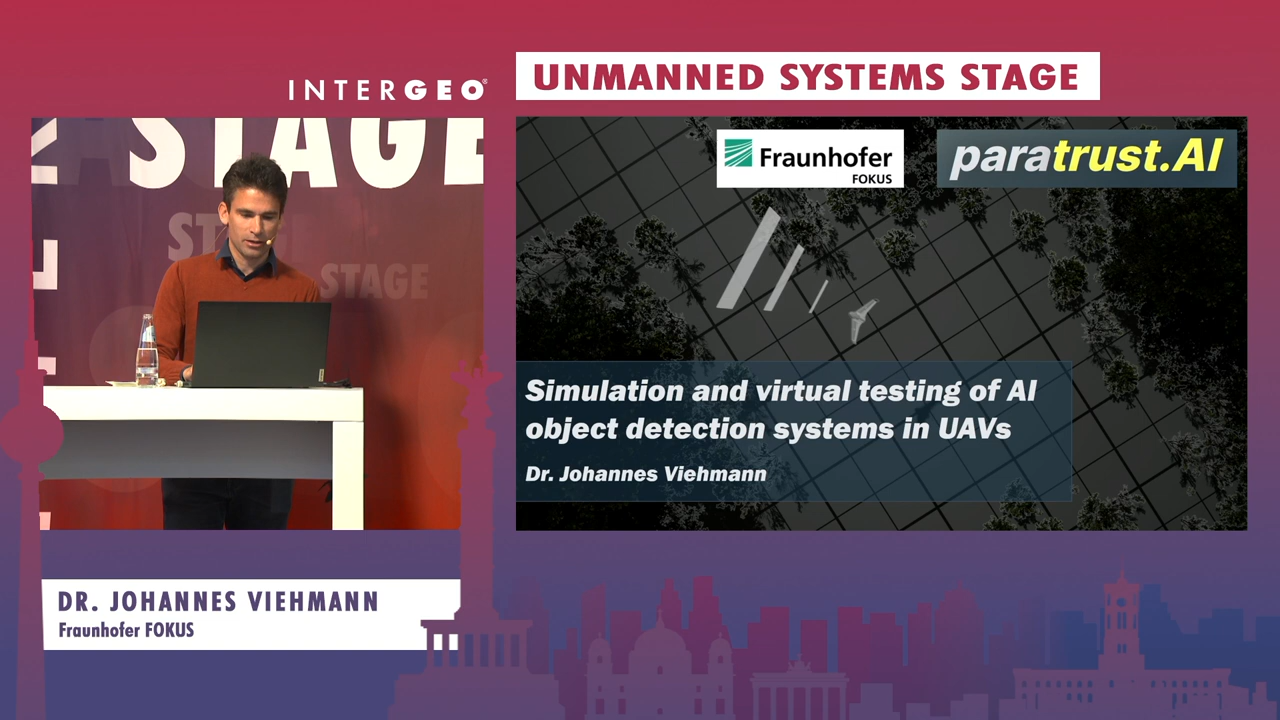 INTERGEO®
UNMANNED SYSTEMS STAGE
STAGE
STAGE
Fraunhofer
FOKUS
paratrust.AI
Simulation and virtual testing of AI
object detection systems in UAVs
Dr. Johannes Viehmann
DR. JOHANNES VIEHMANN
Fraunhofer FOKUS